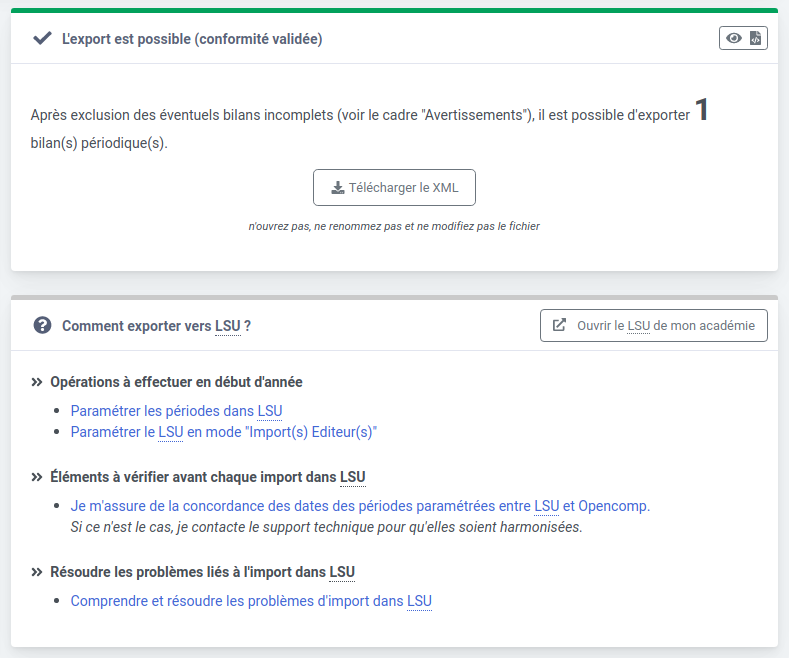 L'export est possible (conformité validée)
Après exclusion des éventuels bilans incomplets (voir le cadre "Avertissements"), il est possible d'exporter 1
bilan(s) périodique(s).
Télécharger le XML
n'ouvrez pas, ne renommez pas et ne modifiez pas le fichier
Comment exporter vers LSU ?
Ouvrir le LSU de mon académie
Opérations à effectuer en début d'année
Paramétrer les périodes dans LSU
Paramétrer le LSU en mode "Import(s) Editeur(s)"
Éléments à vérifier avant chaque import dans LSU
Je m'assure de la concordance des dates des périodes paramétrées entre LSU et Opencomp.
Si ce n'est le cas, je contacte le support technique pour qu'elles soient harmonisées.
Résoudre les problèmes liés à l'import dans LSU
Comprendre et résoudre les problèmes d'import dans LSU